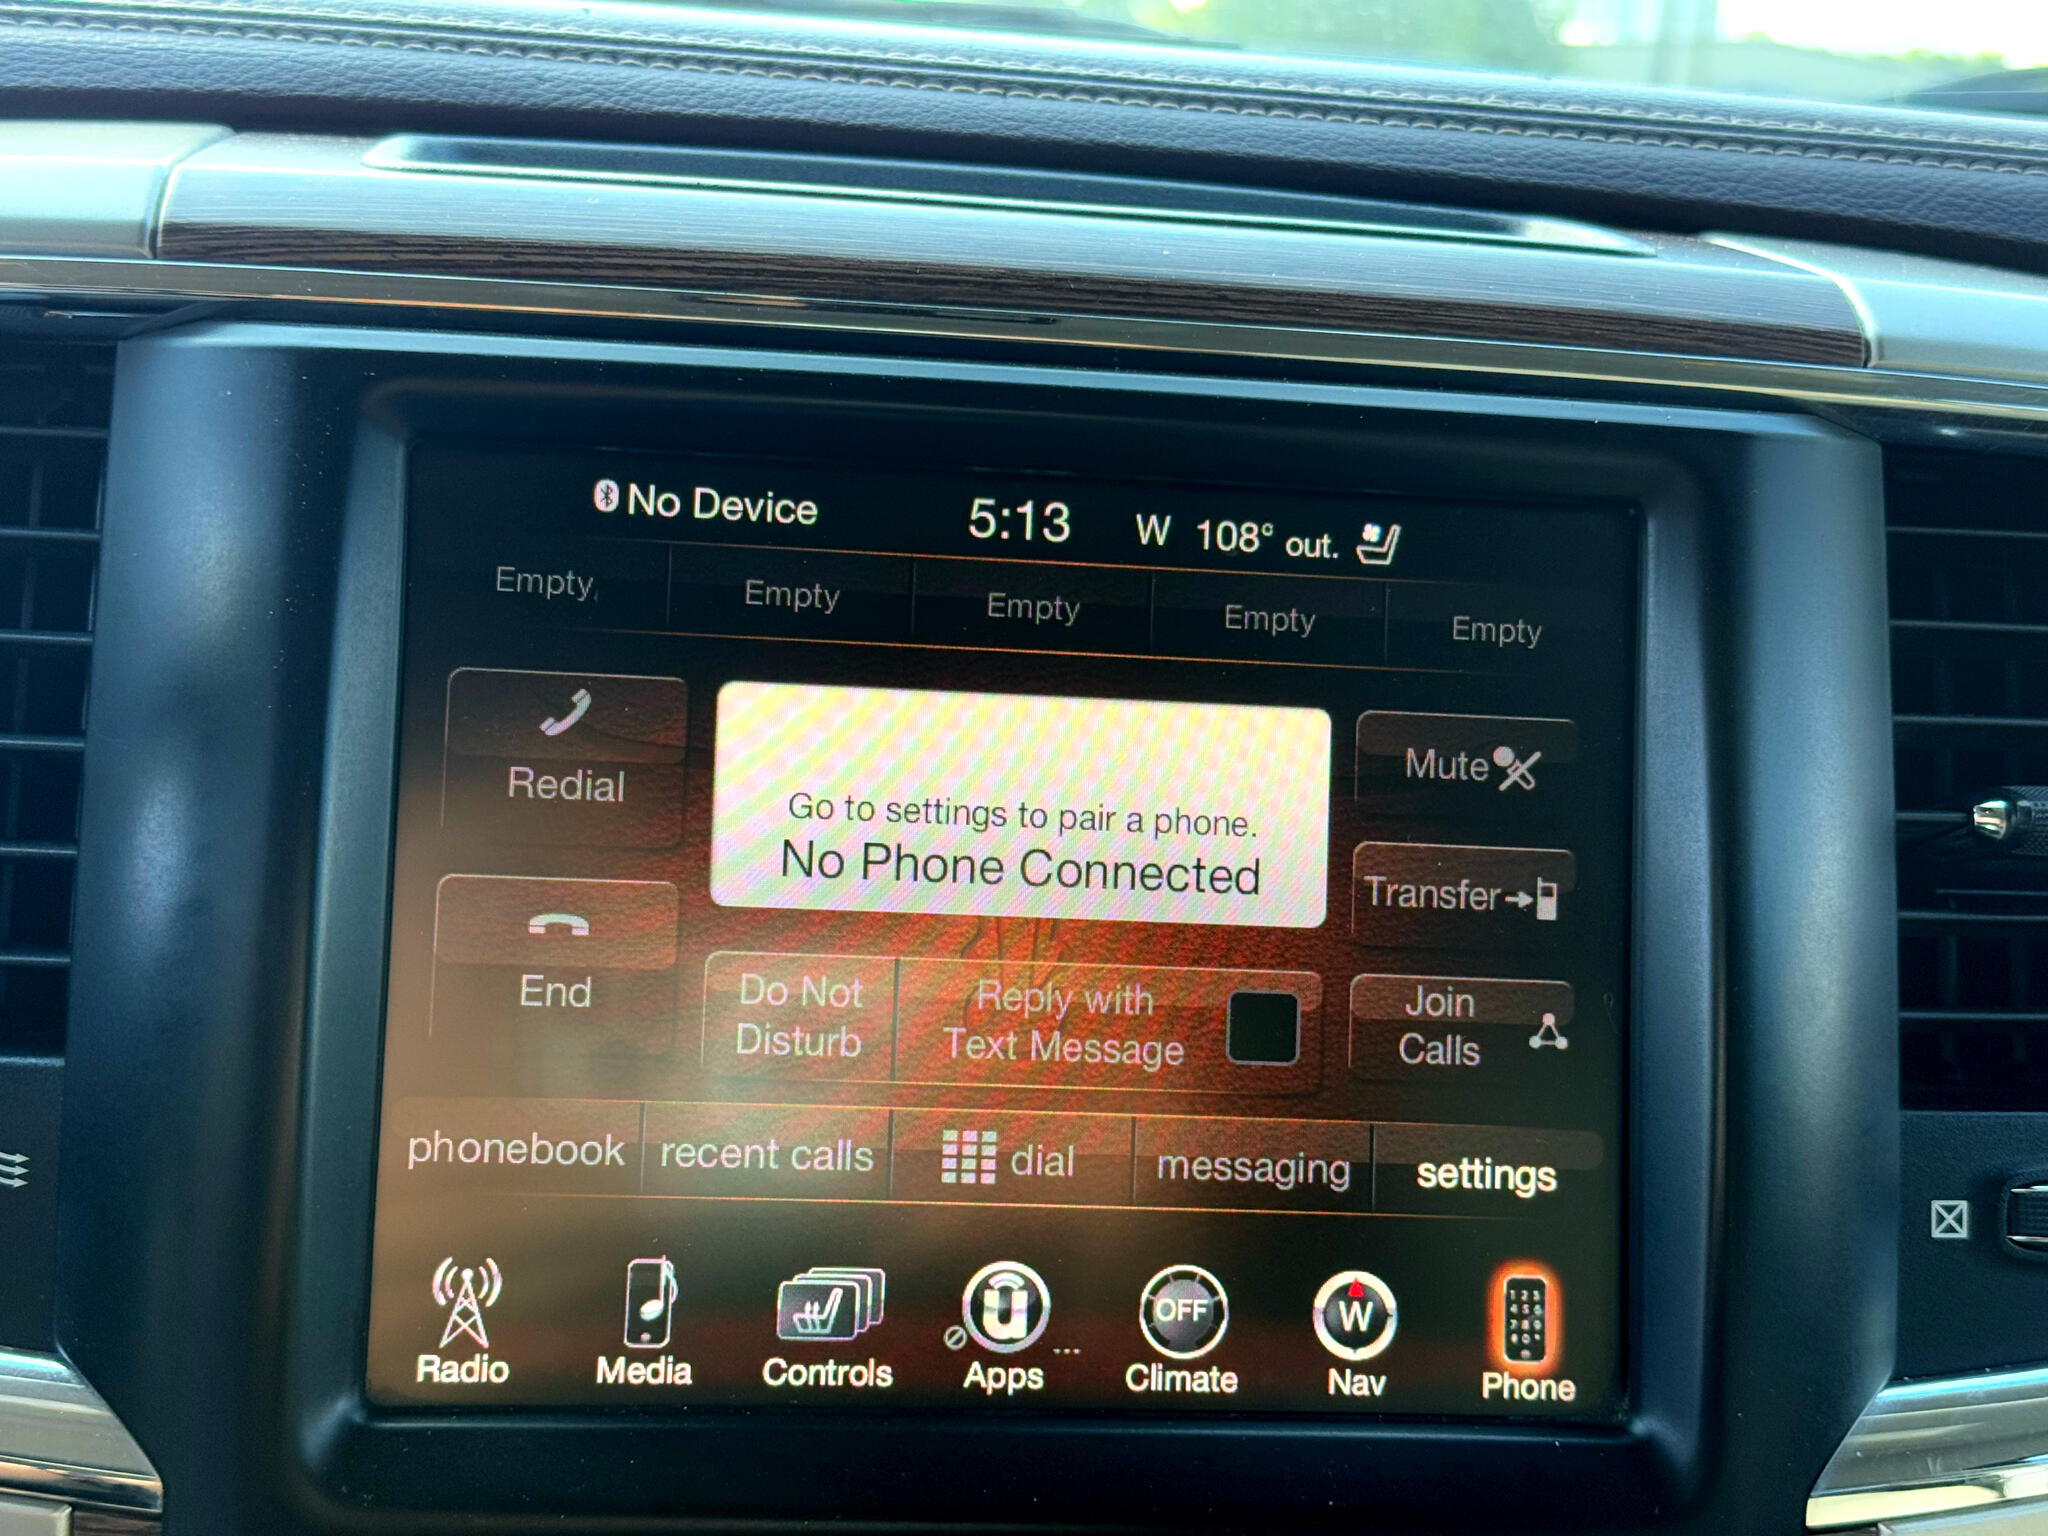 No Device
5:13
W 108° out.
Empty
Empty
Empty
Empty
Empty
Redial
Go to settings to pair a phone.
No Phone Connected
Mute
Transfer
End
Do Not
Disturb
Reply with
Text Message
Join
Calls
phonebook
recent calls
dial
messaging
settings
Radio
Media
Controls
u
Apps
...
OFF
Climate
W
Nav
Phone